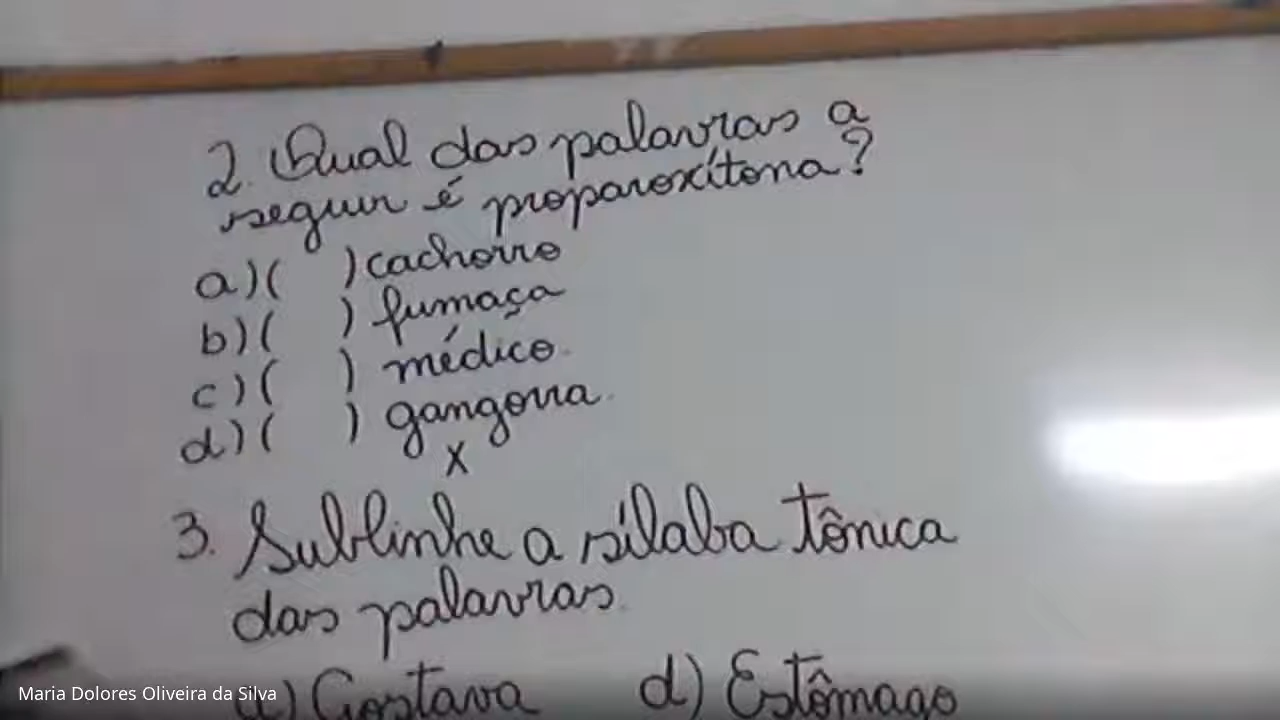 2. Qual das palavras a
seguir é proparoxítona?
a) (   ) cachorro
b) (   ) fumaça
c) (   ) médico.
d) (   ) gangorra.
x
3. Sublinhe a sílaba tônica
das palavras.
a) Gostava d) Estômago
Maria Dolores Oliveira da Silva